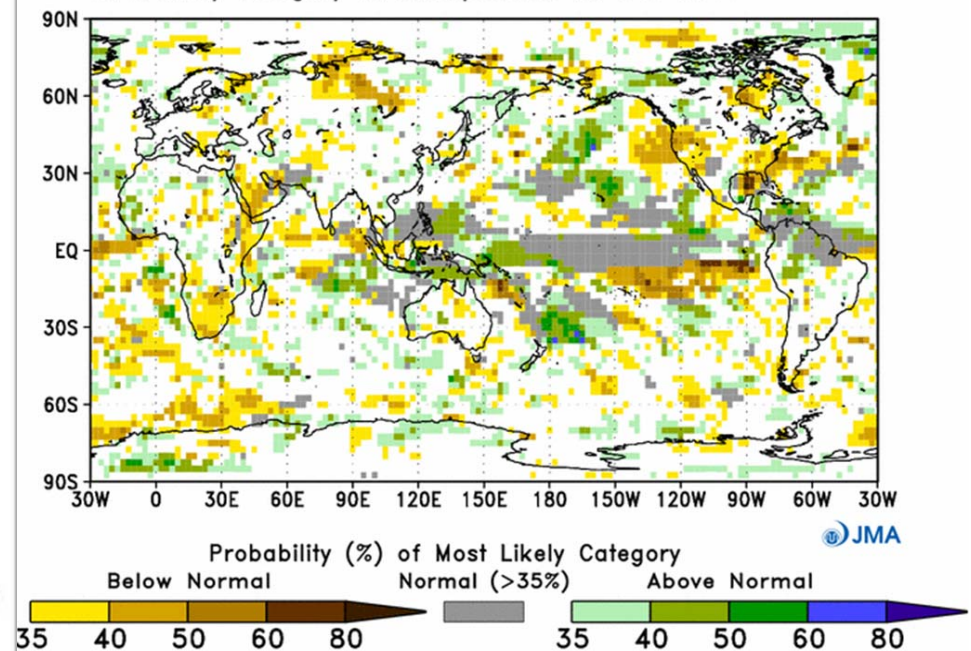 90N
60N
30N
EQ
30S
60S
90S
30W 0 30E 60E 90E 120E 150E 180 150W 120W 90W 60W 30W
JMA
Probability (%) of Most Likely Category
Below Normal Normal (>35%) Above Normal
35 40 50 60 80 35 40 50 60 80